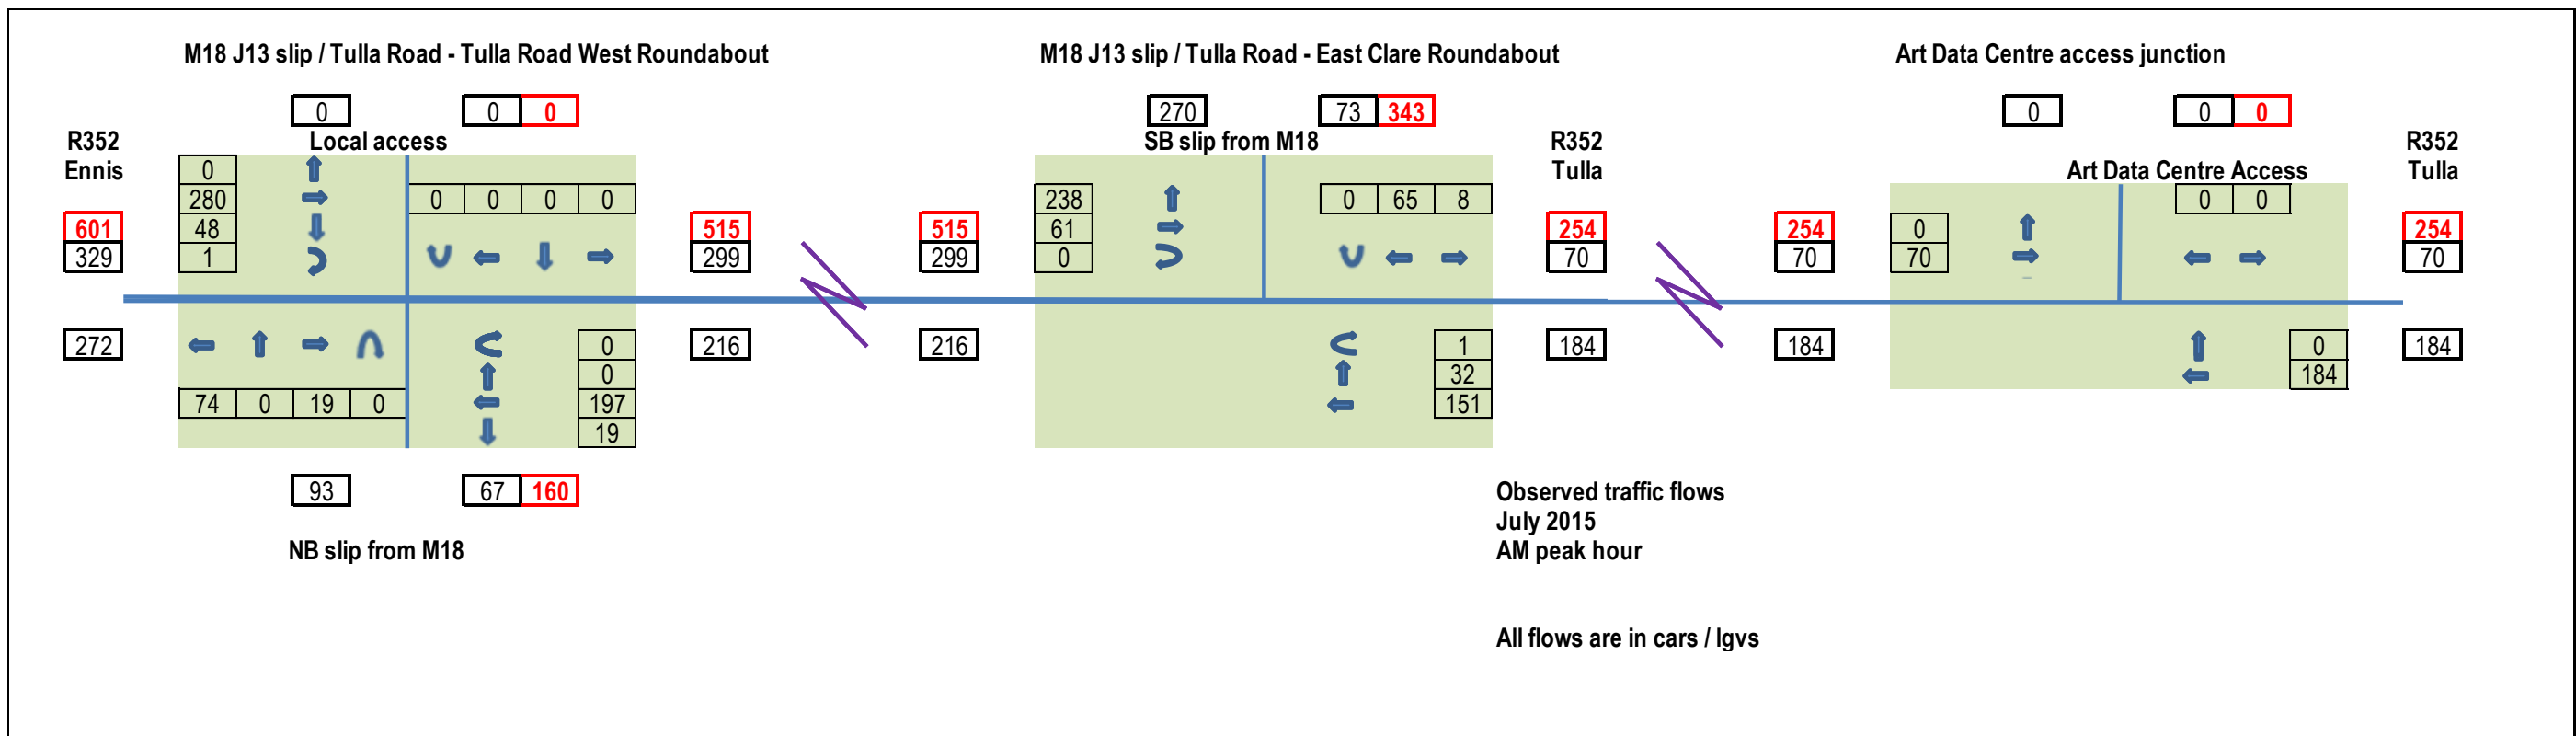 M18 J13 slip / Tulla Road - Tulla Road West Roundabout
0
0 0
R352
Ennis
Local access
0
280
48
1
0 0 0 0
601
329
515
299
272
216
74 0 19 0
0
0
197
19
93
67 160
NB slip from M18
M18 J13 slip / Tulla Road - East Clare Roundabout
270
73 343
SB slip from M18
R352
Tulla
238
61
0
0 65 8
515
299
254
70
216
184
1
32
151
Art Data Centre access junction
0
0 0
R352
Tulla
Art Data Centre Access
0
70
0 0
254
70
254
70
184
184
0
184
Observed traffic flows
July 2015
AM peak hour
All flows are in cars / lgvs